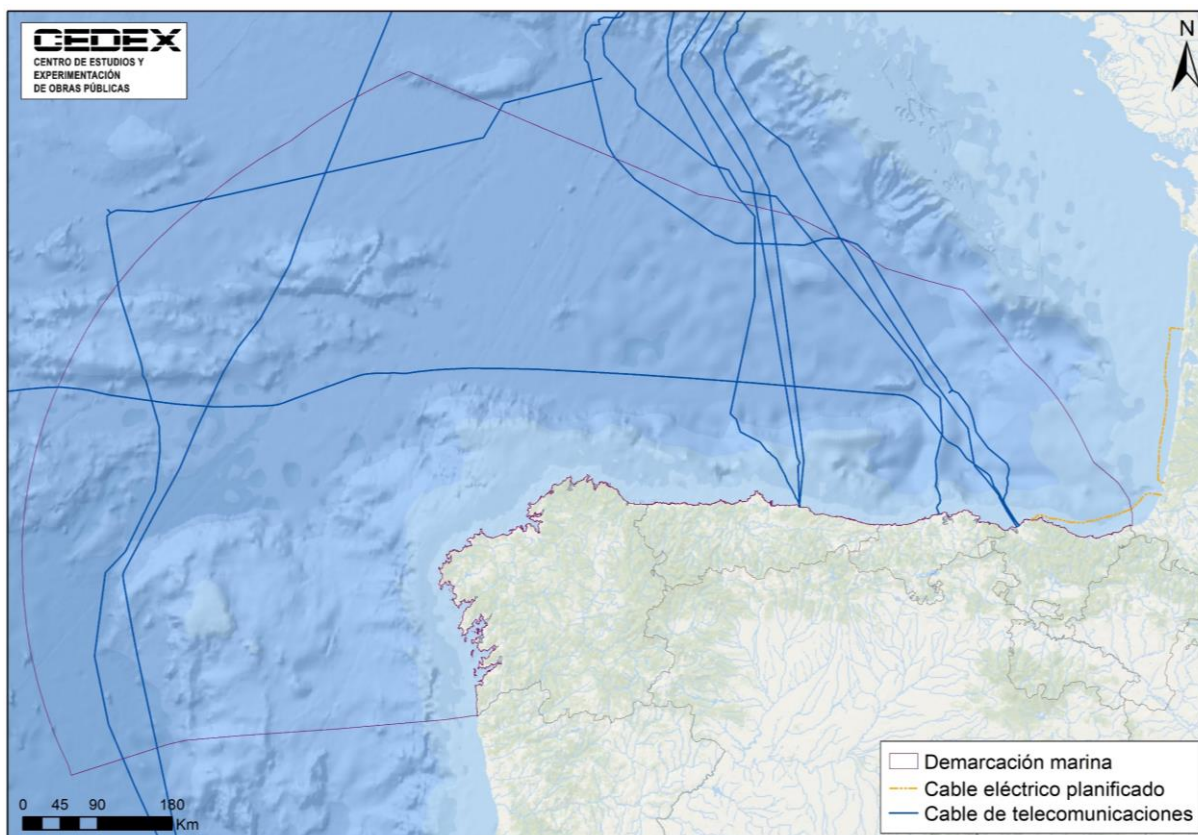 CEDEX
CENTRO DE ESTUDIOS Y
EXPERIMENTACIÓN
DE OBRAS PÚBLICAS
N
Demarcación marina
Cable eléctrico planificado
Cable de telecomunicaciones
0 45 90 180
Km